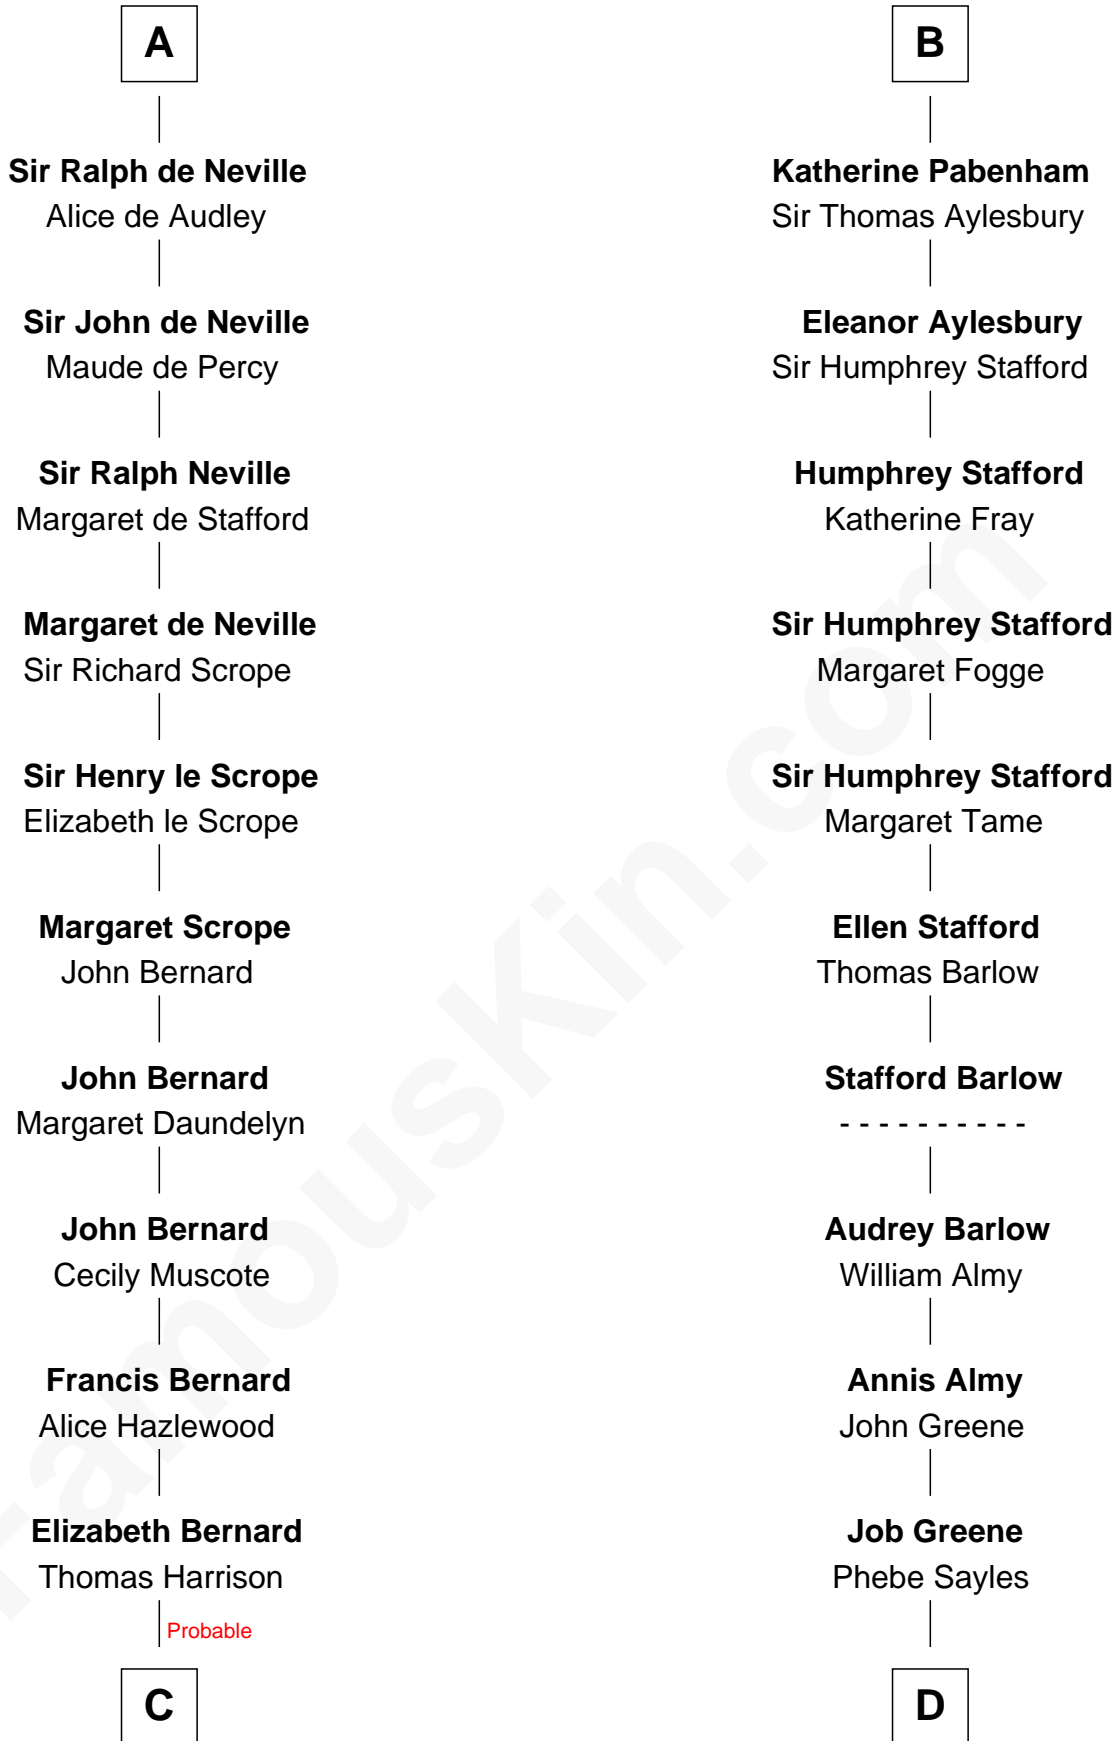 A
Sir Ralph de Neville
Alice de Audley
Sir John de Neville
Maude de Percy
Sir Ralph Neville
Margaret de Stafford
Margaret de Neville
Sir Richard Scrope
Sir Henry le Scrope
Elizabeth le Scrope
Margaret Scrope
John Bernard
John Bernard
Margaret Daundelyn
John Bernard
Cecily Muscote
Francis Bernard
Alice Hazlewood
Elizabeth Bernard
Thomas Harrison
Probable
C
B
Katherine Pabenham
Sir Thomas Aylesbury
Eleanor Aylesbury
Sir Humphrey Stafford
Humphrey Stafford
Katherine Fray
Sir Humphrey Stafford
Margaret Fogge
Sir Humphrey Stafford
Margaret Tame
Ellen Stafford
Thomas Barlow
Stafford Barlow
- - - - - - - - - -
Audrey Barlow
William Almy
Annis Almy
John Greene
Job Greene
Phebe Sayles
D
FamousKin.com